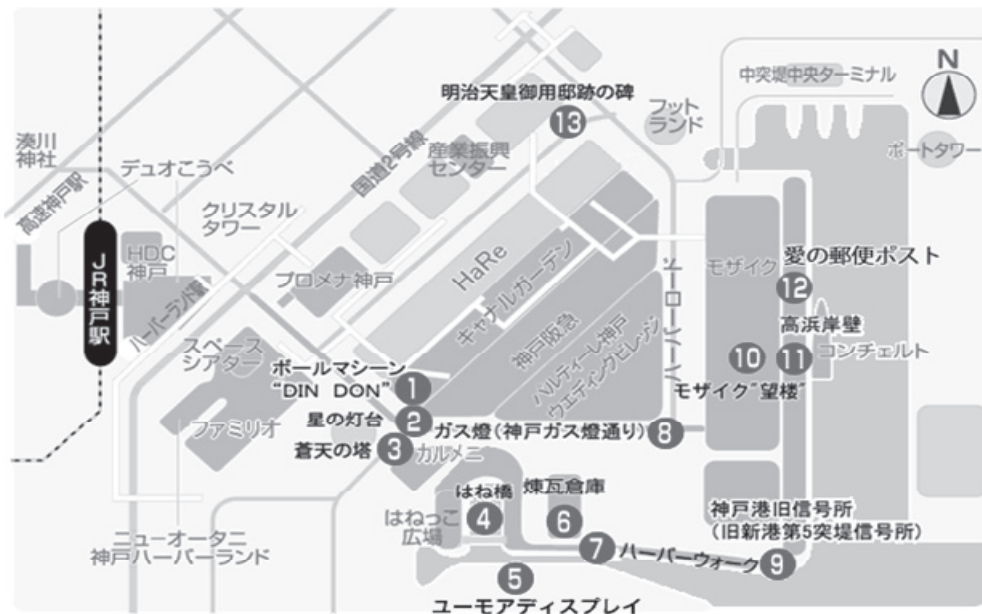 N
中突堤中央ターミナル
明治天皇御用邸跡の碑
13
フット
ランド
ポートタワー
湊川
神社
デュオこうべ
国道2号線
産業振興
センター
高速神戸駅
クリスタル
タワー
JR神戸駅
HDC
神戸
ハーバーランド駅
プロメナ神戸
HaRe
キャナルガーデン
神戸阪急
ハルティーレ神戸
ウエディングビレッジ
モザイク
愛の郵便ポスト
12
高浜岸壁
10
11
コンチェルト
モザイク"望楼"
スペース
シアター
ボールマシーン
"DIN DON"
1
星の灯台
2
ガス燈(神戸ガス燈通り)
8
蒼天の塔
3
カルメニ
ファミリオ
はね橋
4
煉瓦倉庫
6
はねっこ
広場
7
ハーバーウォーク
神戸港旧信号所
(旧新港第5突堤信号所)
9
ニューオータニ
神戸ハーバーランド
5
ユーモアディスプレイ